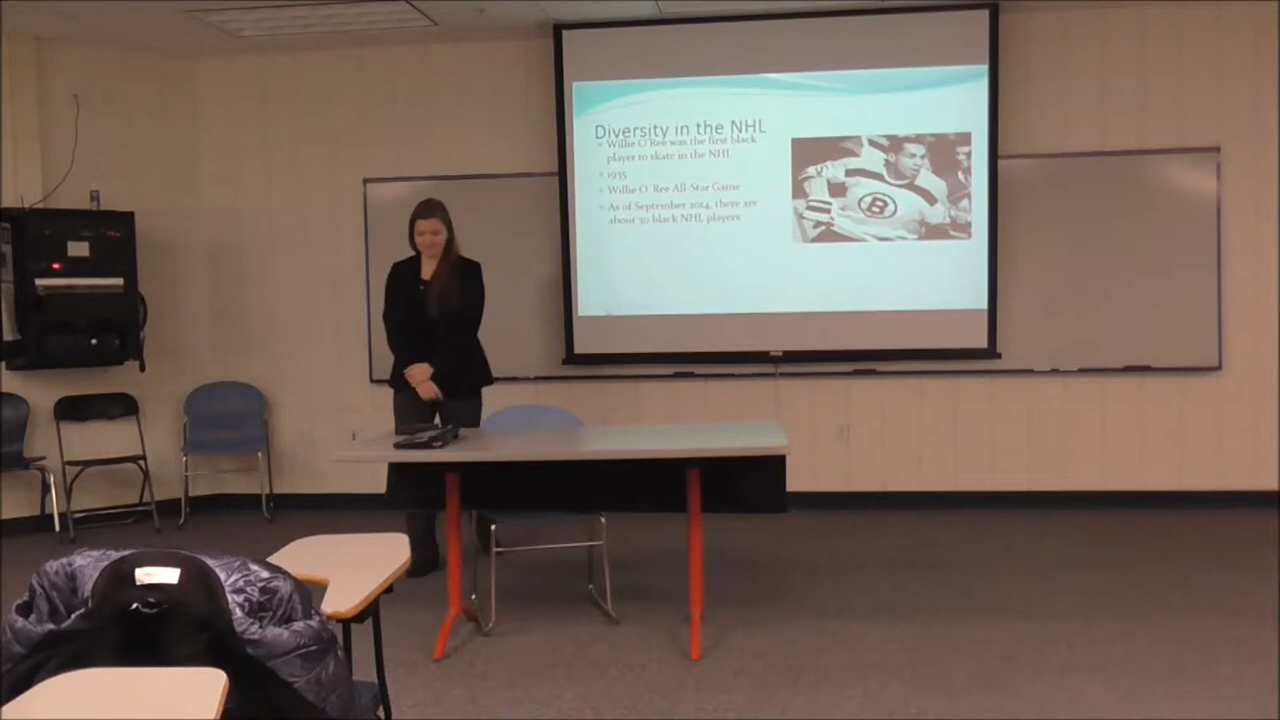 Diversity in the NHL
Willie O'Ree was the first black
player to skate in the NHL
1935
Willie O'Ree All-Star Game
As of September 2014, there are
about 30 black NHL players
B